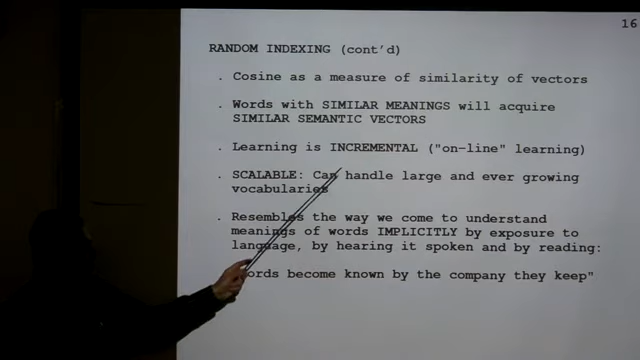 16
RANDOM INDEXING (cont'd)
. Cosine as a measure of similarity of vectors
. Words with SIMILAR MEANINGS will acquire
SIMILAR SEMANTIC VECTORS
. Learning is INCREMENTAL ("on-line" learning)
. SCALABLE: Can handle large and ever growing
vocabularies
. Resembles the way we come to understand
meanings of words IMPLICITLY by exposure to
language, by hearing it spoken and by reading:
ords become known by the company they keep"